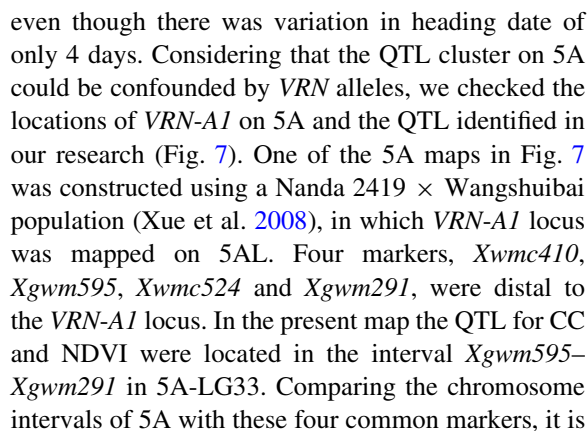 even though there was variation in heading date of
only 4 days. Considering that the QTL cluster on 5A
could be confounded by VRN alleles, we checked the
locations of VRN-A1 on 5A and the QTL identified in
our research (Fig. 7). One of the 5A maps in Fig. 7
was constructed using a Nanda 2419 × Wangshuibai
population (Xue et al. 2008), in which VRN-A1 locus
was mapped on 5AL. Four markers, Xwmc410,
Xgwm595, Xwmc524 and Xgwm291, were distal to
the VRN-A1 locus. In the present map the QTL for CC
and NDVI were located in the interval Xgwm595–
Xgwm291 in 5A-LG33. Comparing the chromosome
intervals of 5A with these four common markers, it is